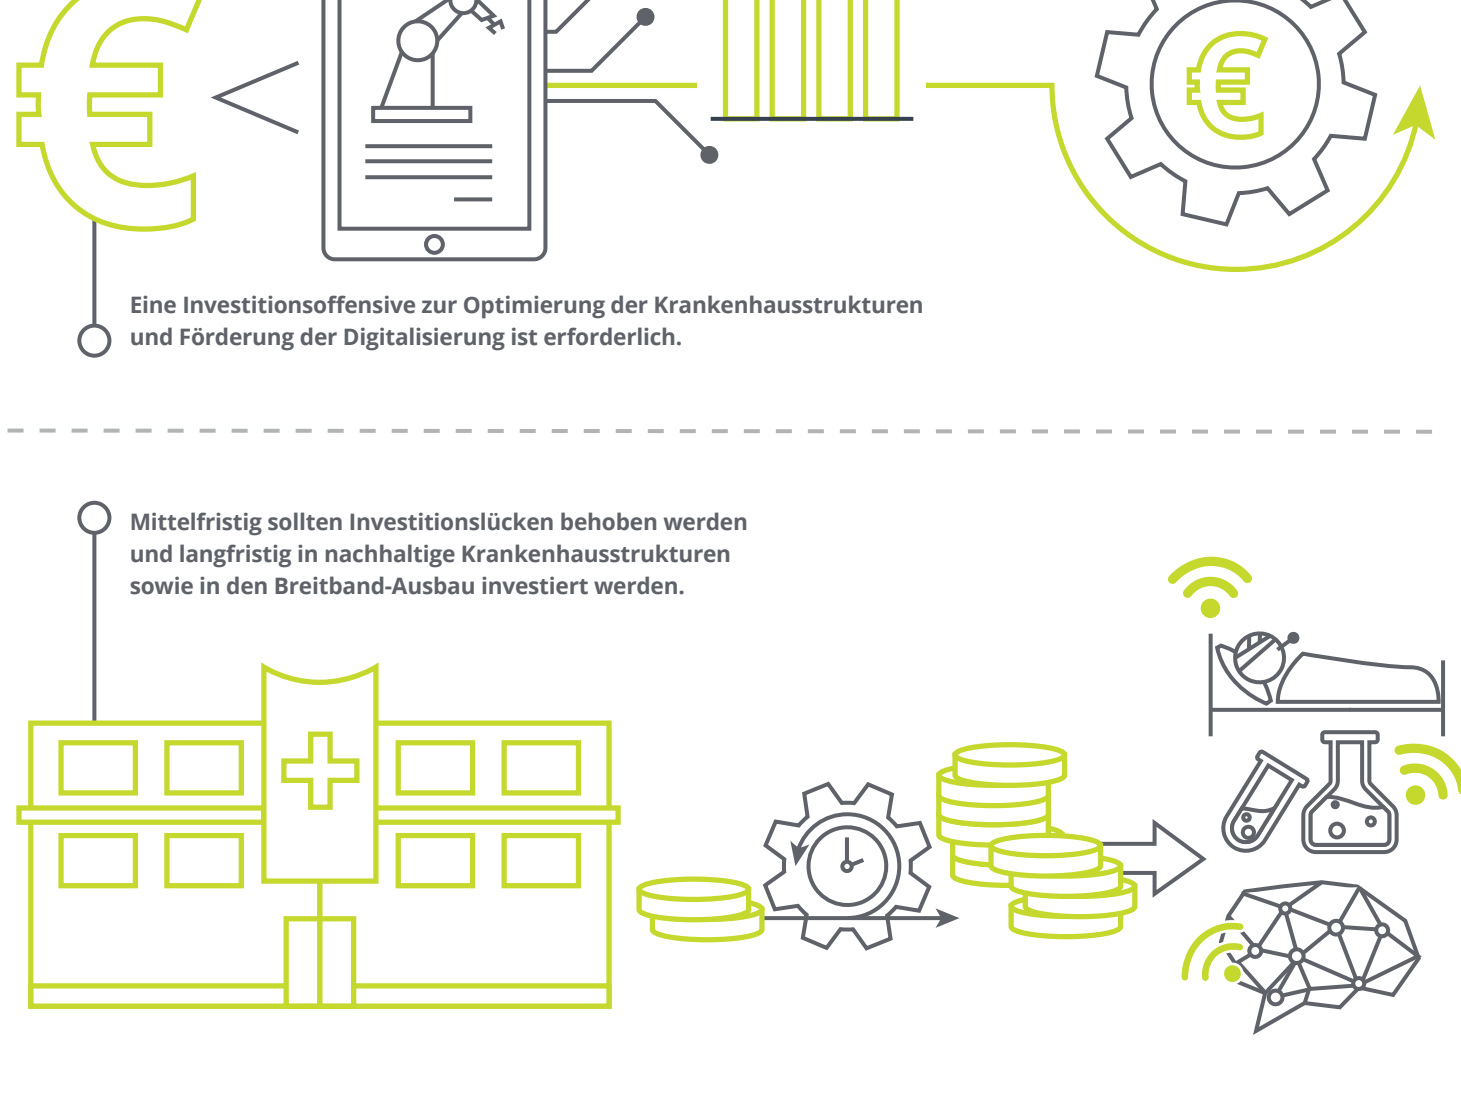 Eine Investitionsoffensive zur Optimierung der Krankenhausstrukturen
und Förderung der Digitalisierung ist erforderlich.
Mittelfristig sollten Investitionslücken behoben werden
und langfristig in nachhaltige Krankenhausstrukturen
sowie in den Breitband-Ausbau investiert werden.